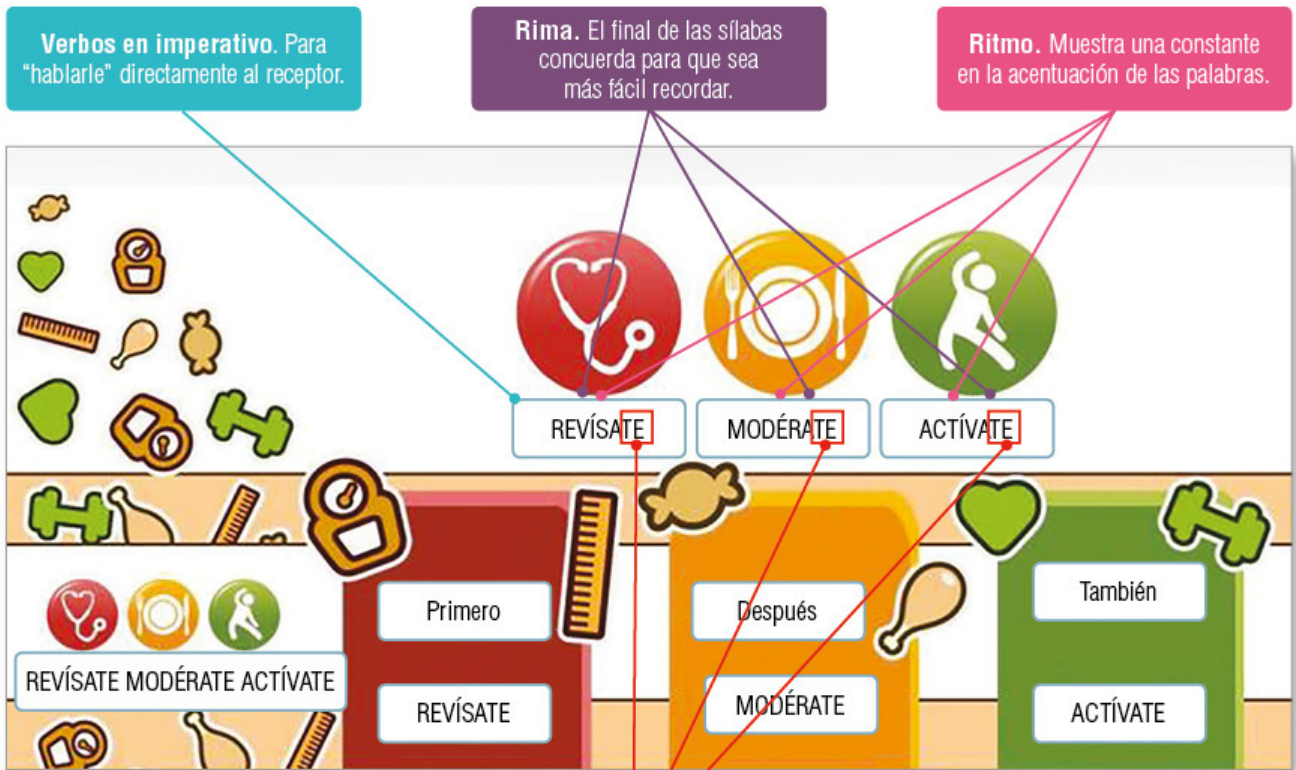 Verbos en imperativo. Para
“hablarle” directamente al receptor.
Rima. El final de las sílabas
concuerda para que sea
más fácil recordar.
Ritmo. Muestra una constante
en la acentuación de las palabras.
REVÍSATE
MODÉRATE
ACTÍVATE
Primero
Después
También
REVÍSATE MODÉRATE ACTÍVATE
REVÍSATE
MODÉRATE
ACTÍVATE